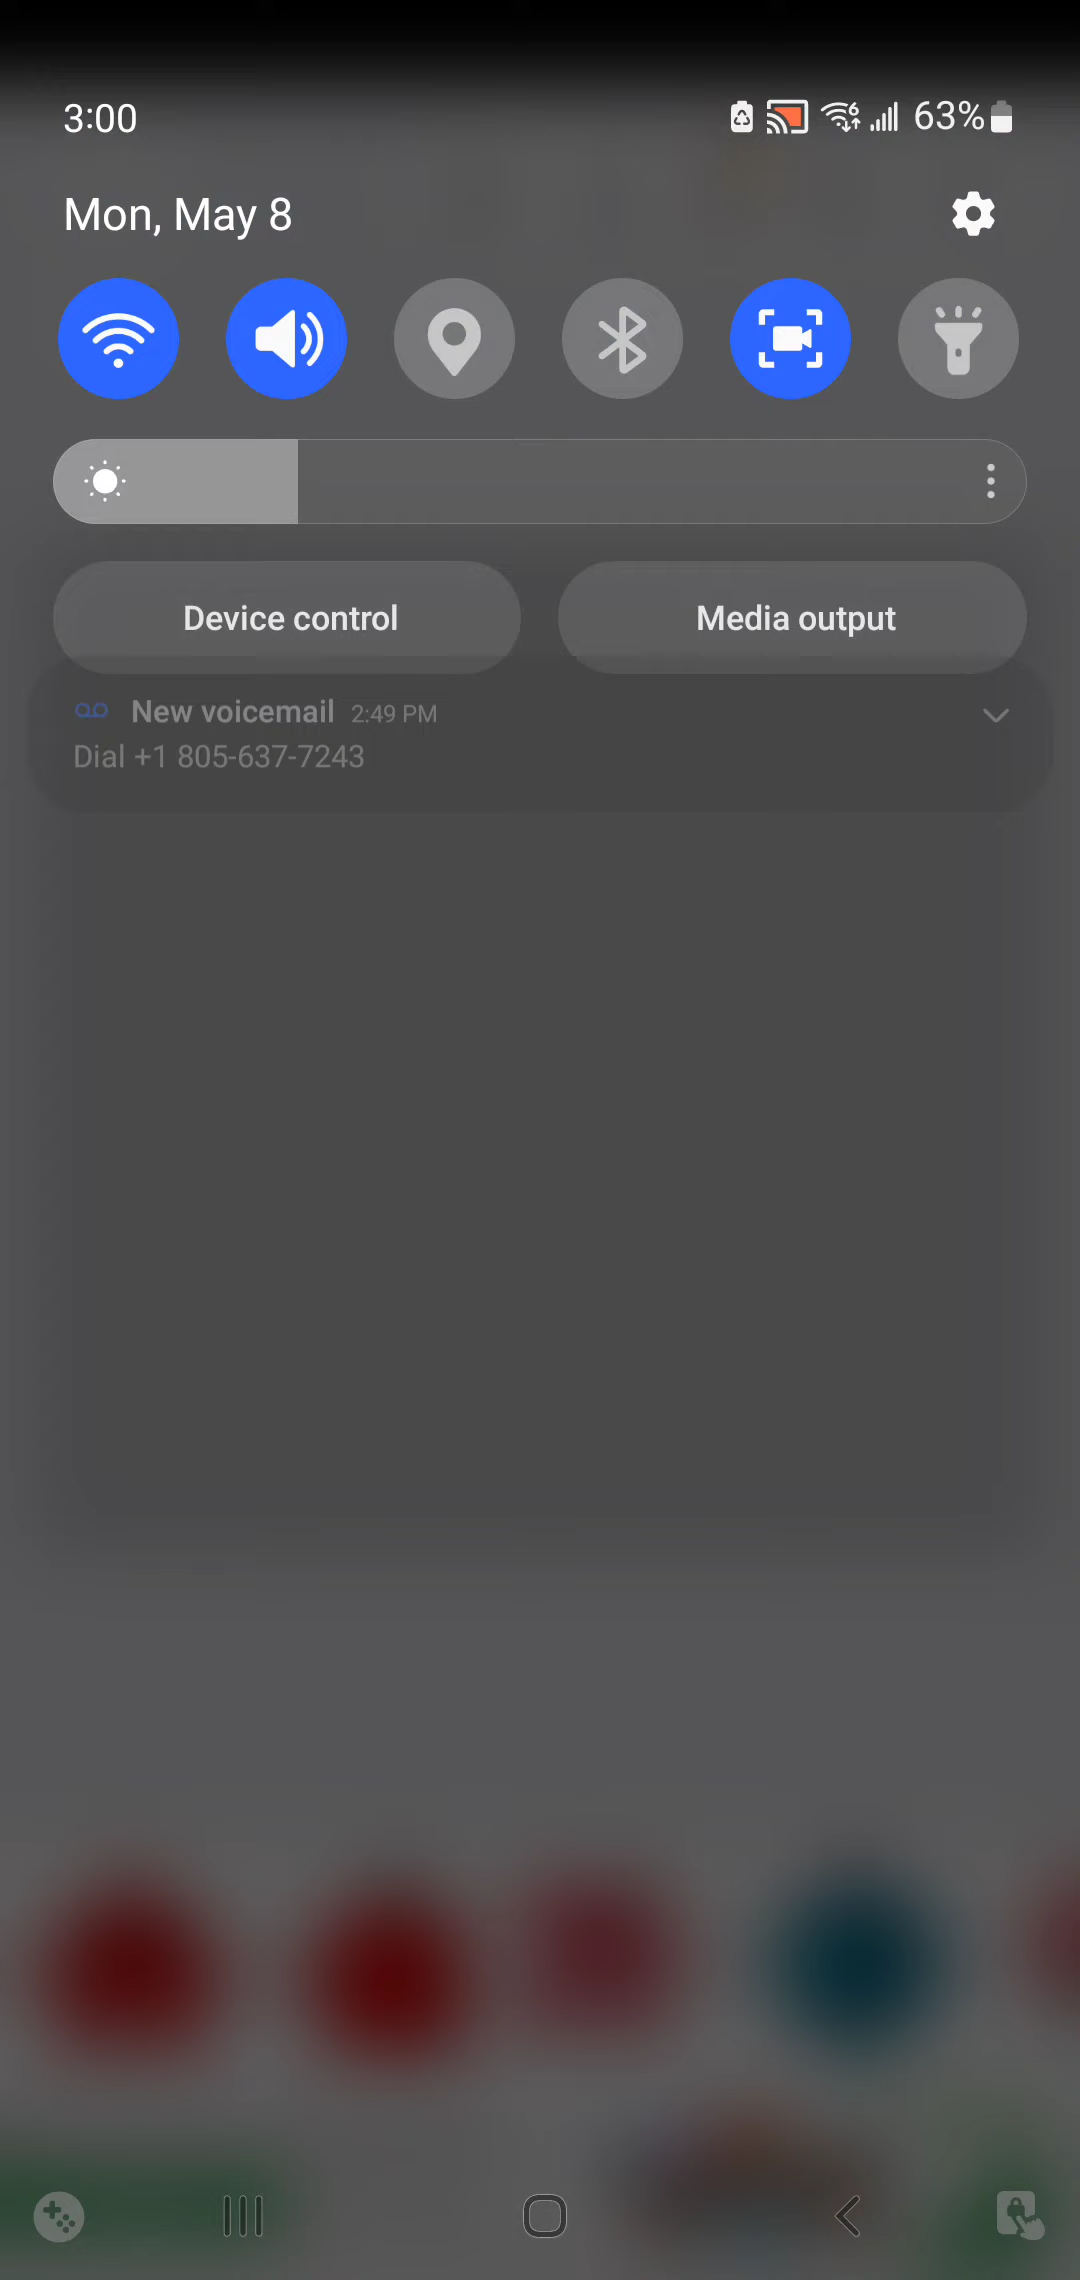 3:00
6 63%
Mon, May 8
Device control
Media output
New voicemail 2:49 PM
Dial +1 805-637-7243